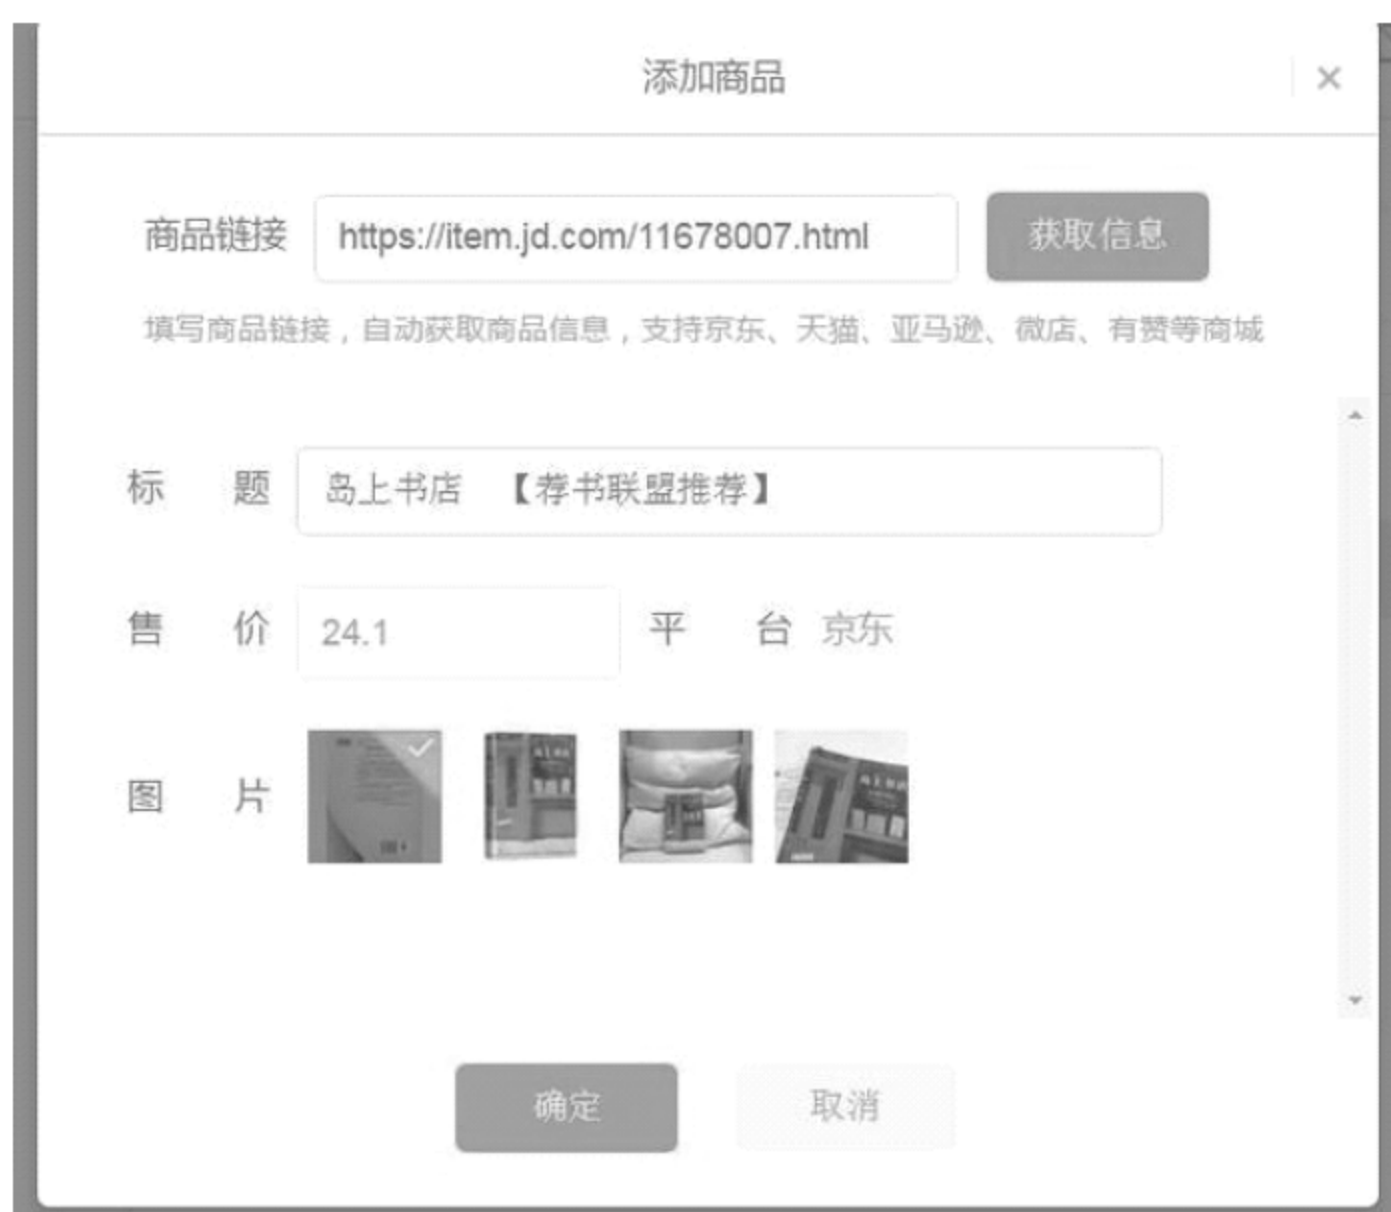 添加商品
商品链接 https://item.jd.com/11678007.html 获取信息
填写商品链接，自动获取商品信息，支持京东、天猫、亚马逊、微店、有赞等商城
标 题 岛上书店 【荐书联盟推荐】
售 价 24.1 平 台 京东
图 片
确定 取消